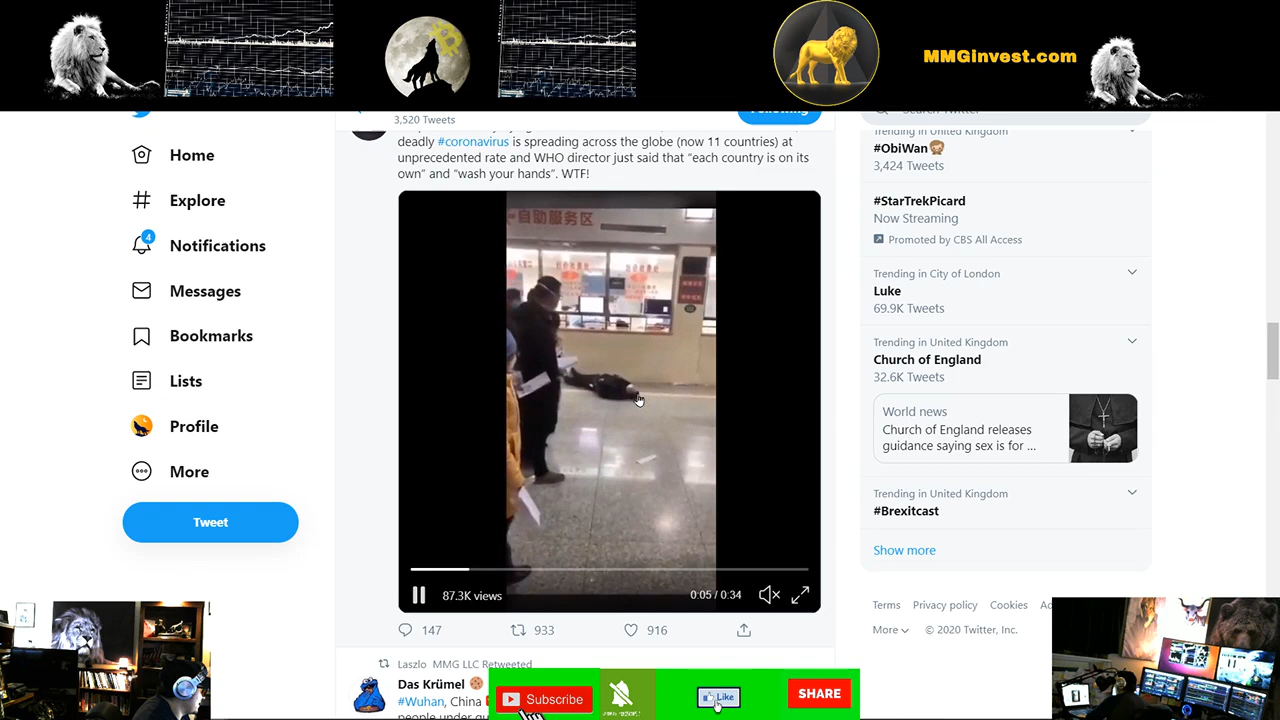 MMGinvest.com
3,520 Tweets
Following
Search Twitter
deadly #coronavirus is spreading across the globe (now 11 countries) at
unprecedented rate and WHO director just said that “each country is on its
own” and “wash your hands”. WTF!
Home
Explore
4
Notifications
Messages
Bookmarks
Lists
Profile
More
Tweet
自助服务区
87.3K views
0:05 / 0:34
147
933
916
Laszlo MMG LLC Retweeted
Das Krümel
#Wuhan, China
people under
Trending in United Kingdom
#ObiWan
3,424 Tweets
#StarTrekPicard
Now Streaming
Promoted by CBS All Access
Trending in City of London
Luke
69.9K Tweets
Trending in United Kingdom
Church of England
32.6K Tweets
World news
Church of England releases
guidance saying sex is for ...
Trending in United Kingdom
#Brexitcast
Show more
Terms Privacy policy Cookies
More © 2020 Twitter, Inc.
Subscribe
Like
SHARE